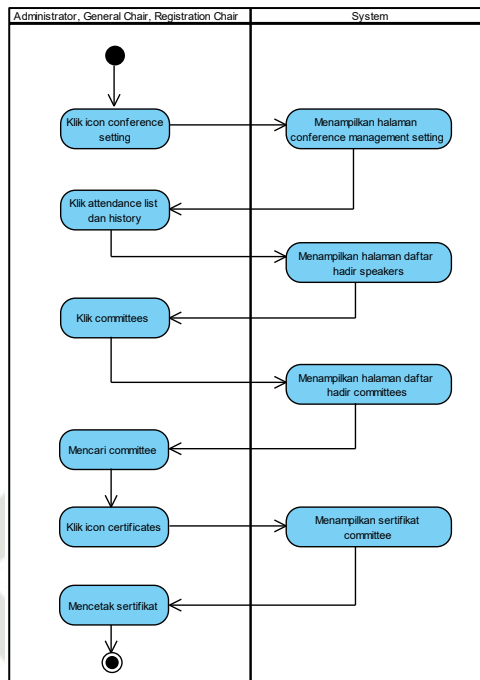 Administrator, General Chair, Registration Chair
System
Klik icon conference
setting
Menampilkan halaman
conference management setting
Klik attendance list
dan history
Menampilkan halaman daftar
hadir speakers
Klik committees
Menampilkan halaman daftar
hadir committees
Mencari committee
Klik icon certificates
Menampilkan sertifikat
committee
Mencetak sertifikat